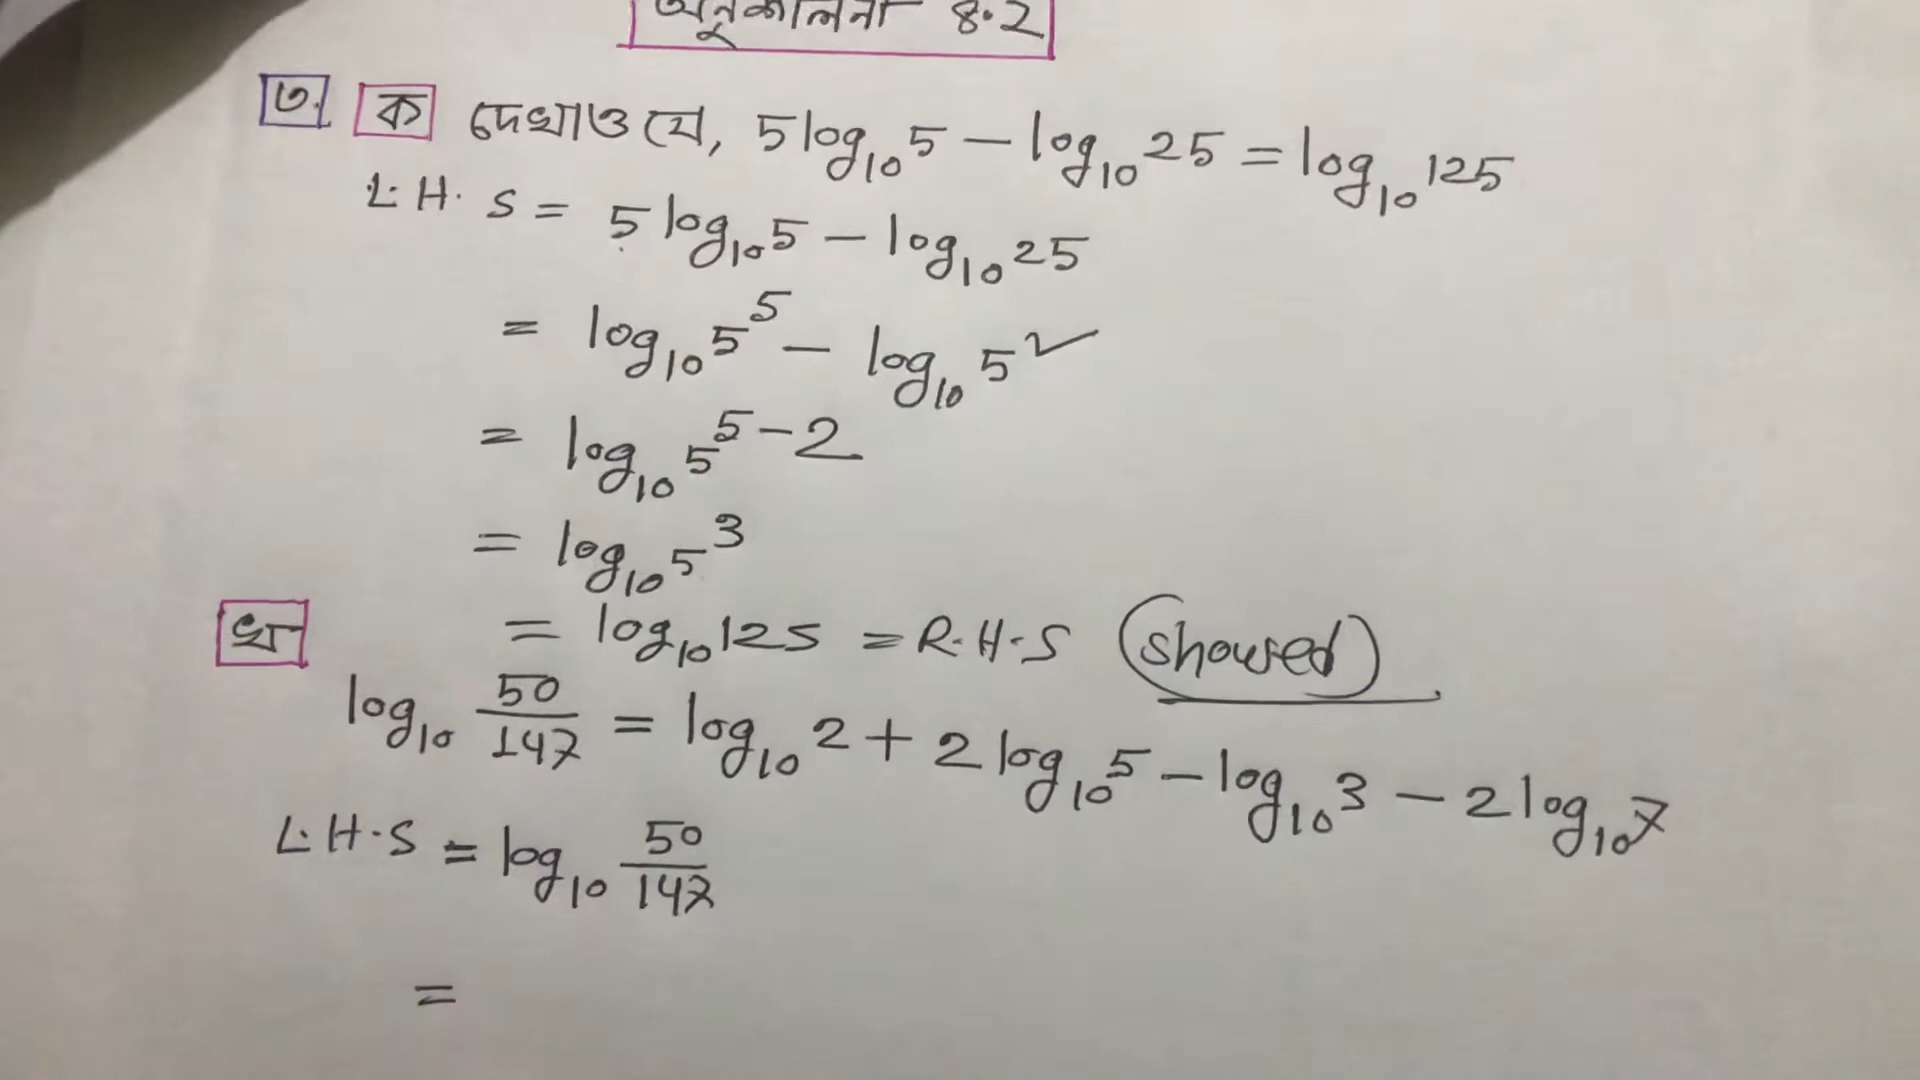 অনুশীলনী ৪.২
৩. ক দেখাও যে, 5log₁₀5 − log₁₀25 = log₁₀125
L.H.S = 5log₁₀5 − log₁₀25
= log₁₀5⁵ − log₁₀5²
= log₁₀5⁵⁻²
= log₁₀5³
= log₁₀125 = R.H.S (showed)
খ
log₁₀ 50/147 = log₁₀2 + 2log₁₀5 − log₁₀3 − 2log₁₀7
L.H.S = log₁₀ 50/147
=